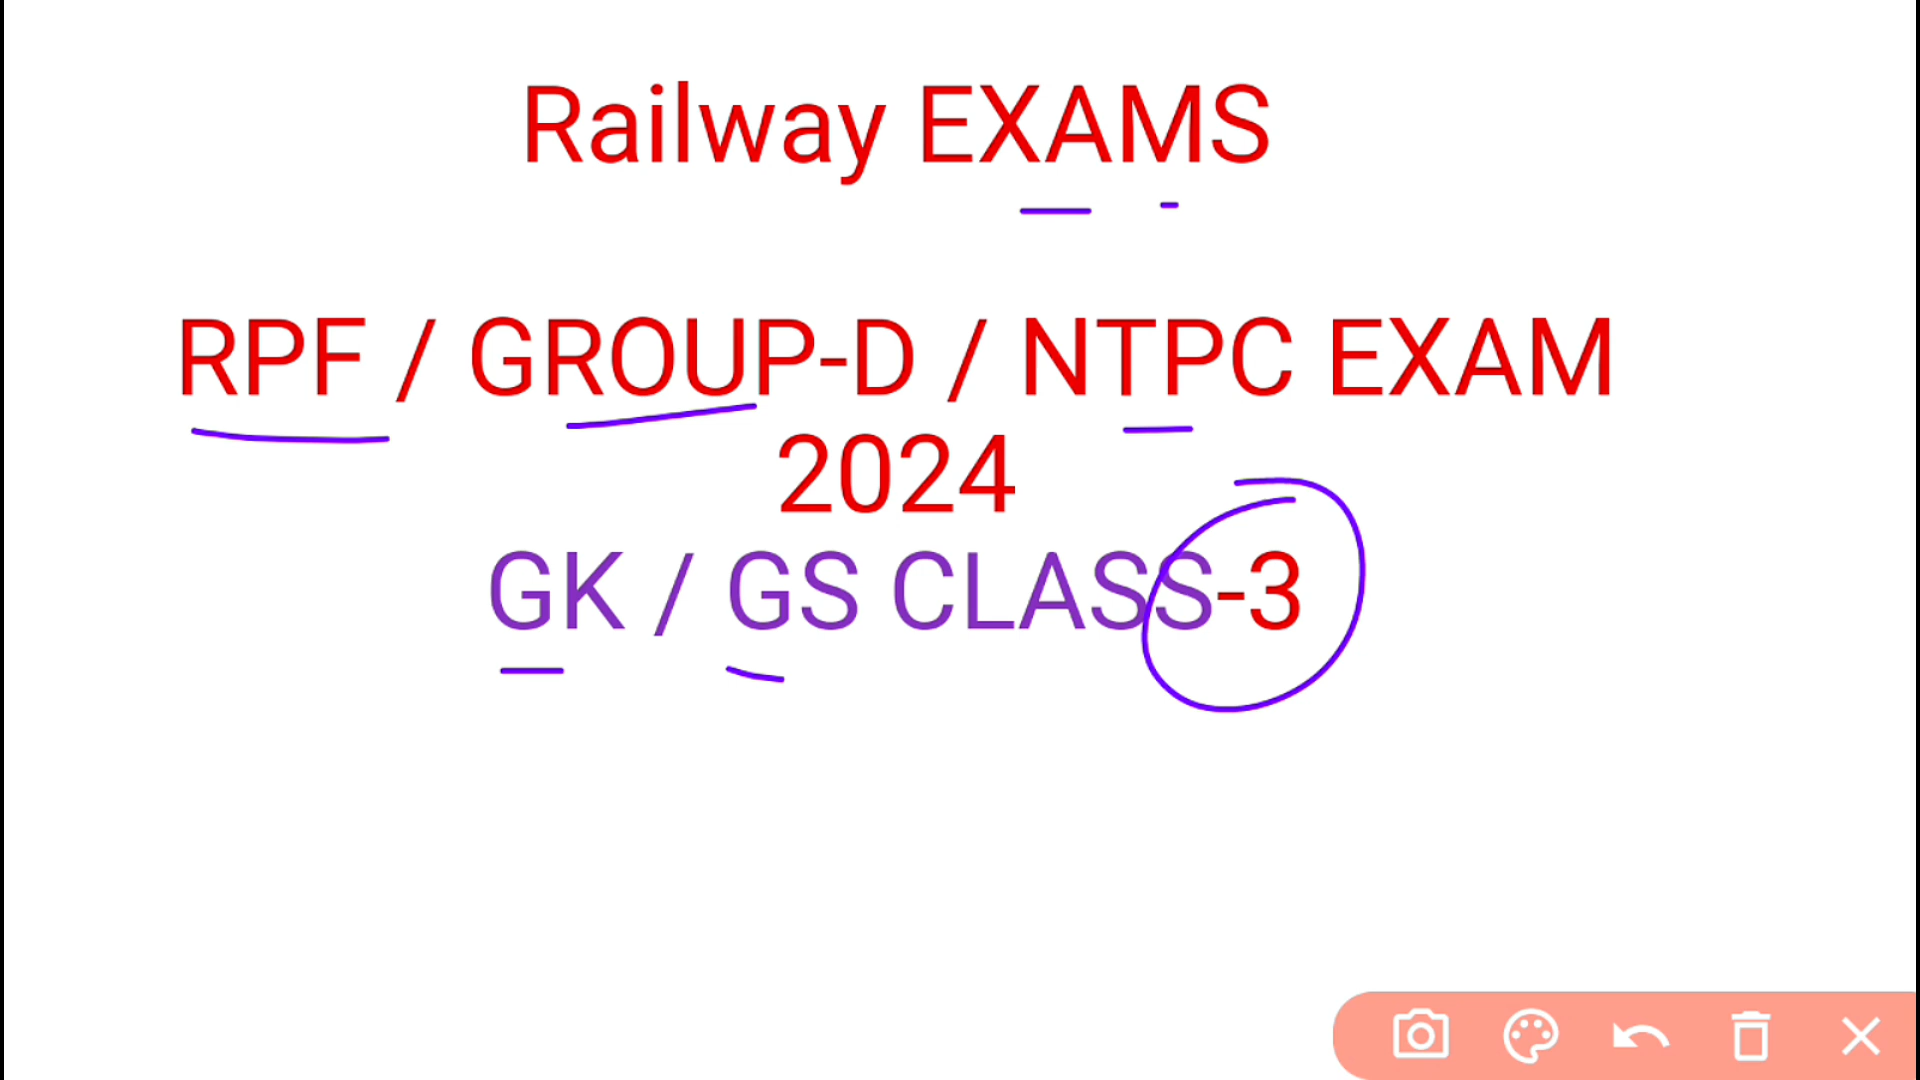 Railway EXAMS
RPF / GROUP-D / NTPC EXAM
2024
GK / GS CLASS-3